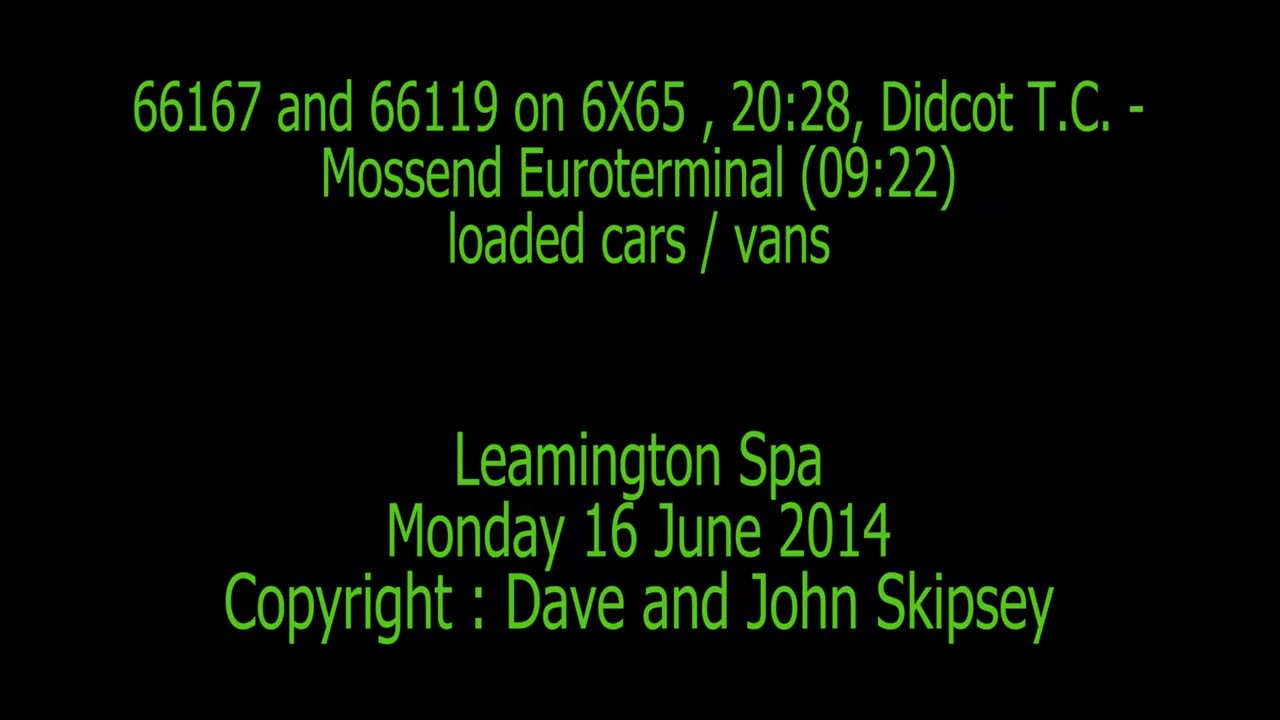 66167 and 66119 on 6X65 , 20:28, Didcot T.C. -
Mossend Euroterminal (09:22)
loaded cars / vans
Leamington Spa
Monday 16 June 2014
Copyright : Dave and John Skipsey